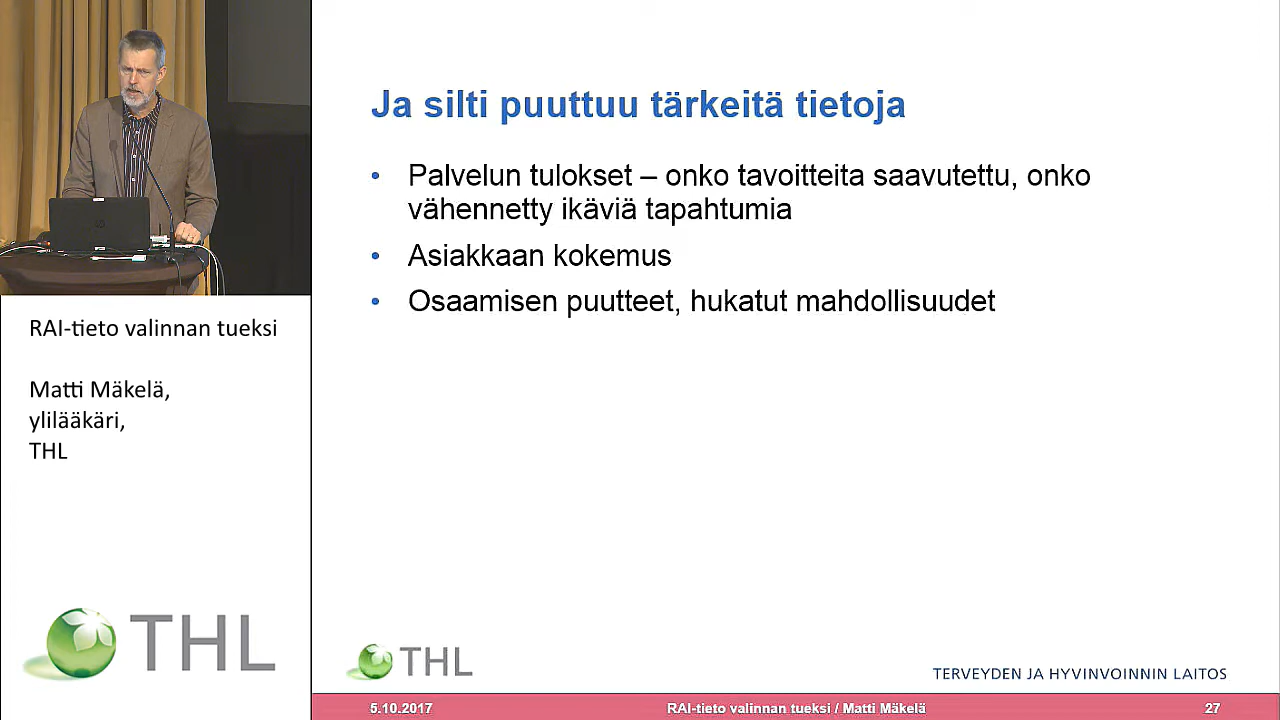 Ja silti puuttuu tärkeitä tietoja
• Palvelun tulokset – onko tavoitteita saavutettu, onko
vähennetty ikäviä tapahtumia
• Asiakkaan kokemus
• Osaamisen puutteet, hukatut mahdollisuudet
RAI-tieto valinnan tueksi
Matti Mäkelä,
ylilääkäri,
THL
THL
THL
TERVEYDEN JA HYVINVOINNIN LAITOS
5.10.2017
RAI-tieto valinnan tueksi / Matti Mäkelä
27